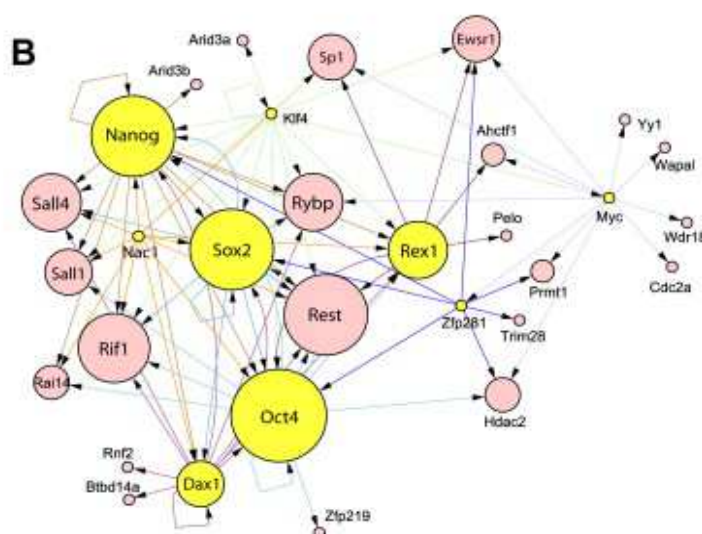 B
Arid3a
Sp1
Ewsr1
Arid3b
Klf4
Nanog
Ahctf1
Yy1
Wapal
Sall4
Rybp
Myc
Pelo
Nac1
Sox2
Rex1
Wdr18
Sall1
Cdc2a
Prmt1
Rest
Zfp281
Trim28
Rif1
Rai14
Oct4
Hdac2
Rnf2
Dax1
Btbd14a
Zfp219